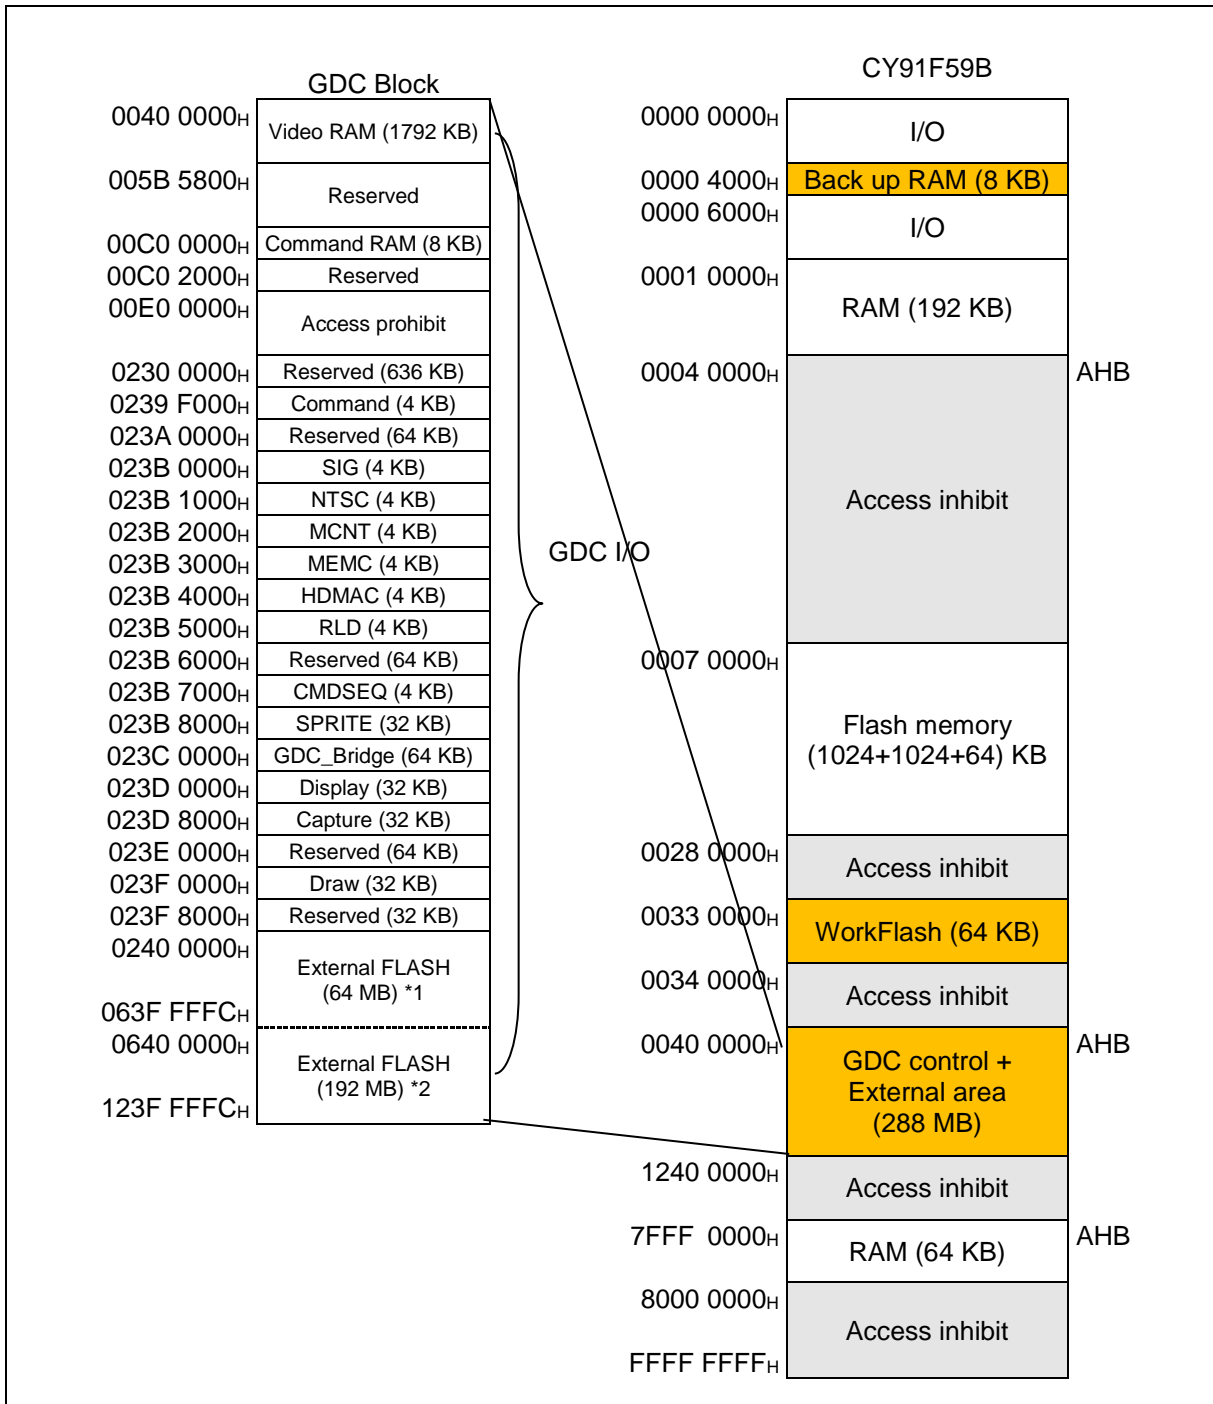 GDC Block
0040 0000H
Video RAM (1792 KB)
005B 5800H
Reserved
00C0 0000H
Command RAM (8 KB)
00C0 2000H
Reserved
00E0 0000H
Access prohibit
0230 0000H
Reserved (636 KB)
0239 F000H
Command (4 KB)
023A 0000H
Reserved (64 KB)
023B 0000H
SIG (4 KB)
023B 1000H
NTSC (4 KB)
023B 2000H
MCNT (4 KB)
023B 3000H
MEMC (4 KB)
023B 4000H
HDMAC (4 KB)
023B 5000H
RLD (4 KB)
023B 6000H
Reserved (64 KB)
023B 7000H
CMDSEQ (4 KB)
023B 8000H
SPRITE (32 KB)
023C 0000H
GDC_Bridge (64 KB)
023D 0000H
Display (32 KB)
023D 8000H
Capture (32 KB)
023E 0000H
Reserved (64 KB)
023F 0000H
Draw (32 KB)
023F 8000H
Reserved (32 KB)
0240 0000H
External FLASH
(64 MB) *1
063F FFFCH
0640 0000H
External FLASH
(192 MB) *2
123F FFFCH
GDC I/O
CY91F59B
0000 0000H
I/O
0000 4000H
Back up RAM (8 KB)
0000 6000H
I/O
0001 0000H
RAM (192 KB)
0004 0000H
AHB
Access inhibit
0007 0000H
Flash memory
(1024+1024+64) KB
0028 0000H
Access inhibit
0033 0000H
WorkFlash (64 KB)
0034 0000H
Access inhibit
0040 0000H
AHB
GDC control +
External area
(288 MB)
1240 0000H
Access inhibit
7FFF 0000H
AHB
RAM (64 KB)
8000 0000H
Access inhibit
FFFF FFFFH